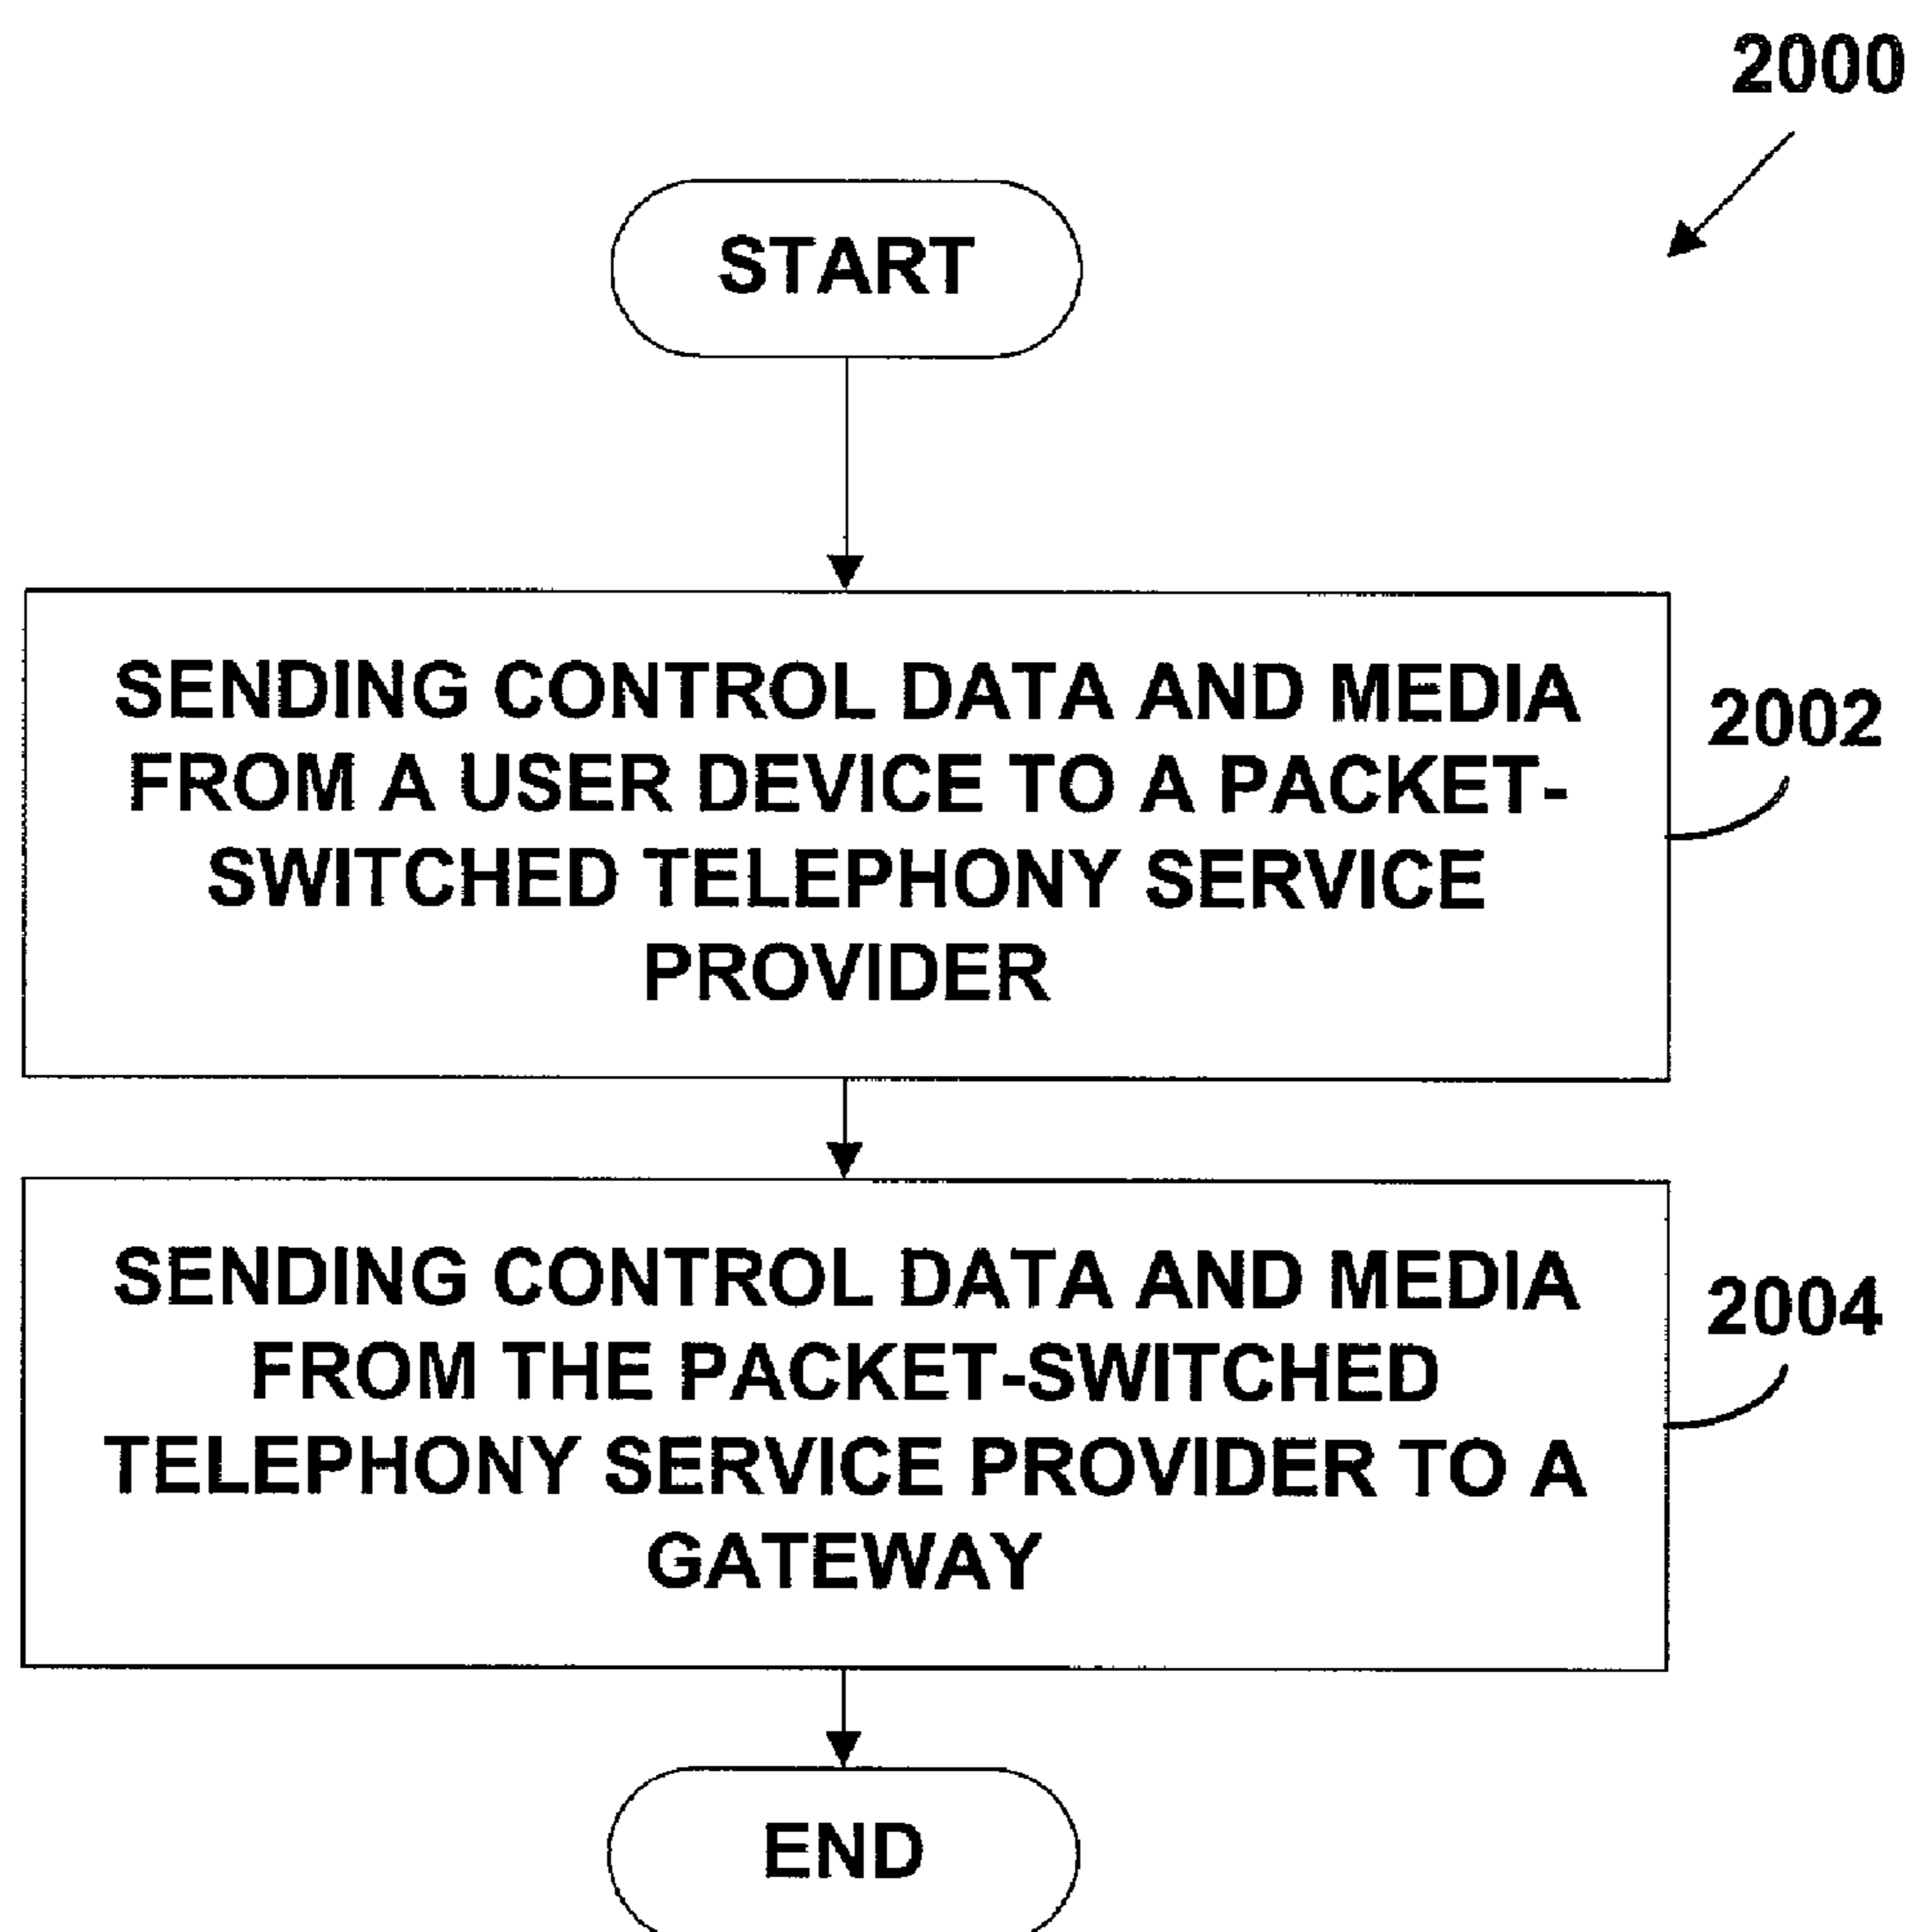 2000
START
SENDING CONTROL DATA AND MEDIA
FROM A USER DEVICE TO A PACKET-
SWITCHED TELEPHONY SERVICE
PROVIDER
2002
SENDING CONTROL DATA AND MEDIA
FROM THE PACKET-SWITCHED
TELEPHONY SERVICE PROVIDER TO A
GATEWAY
2004
END